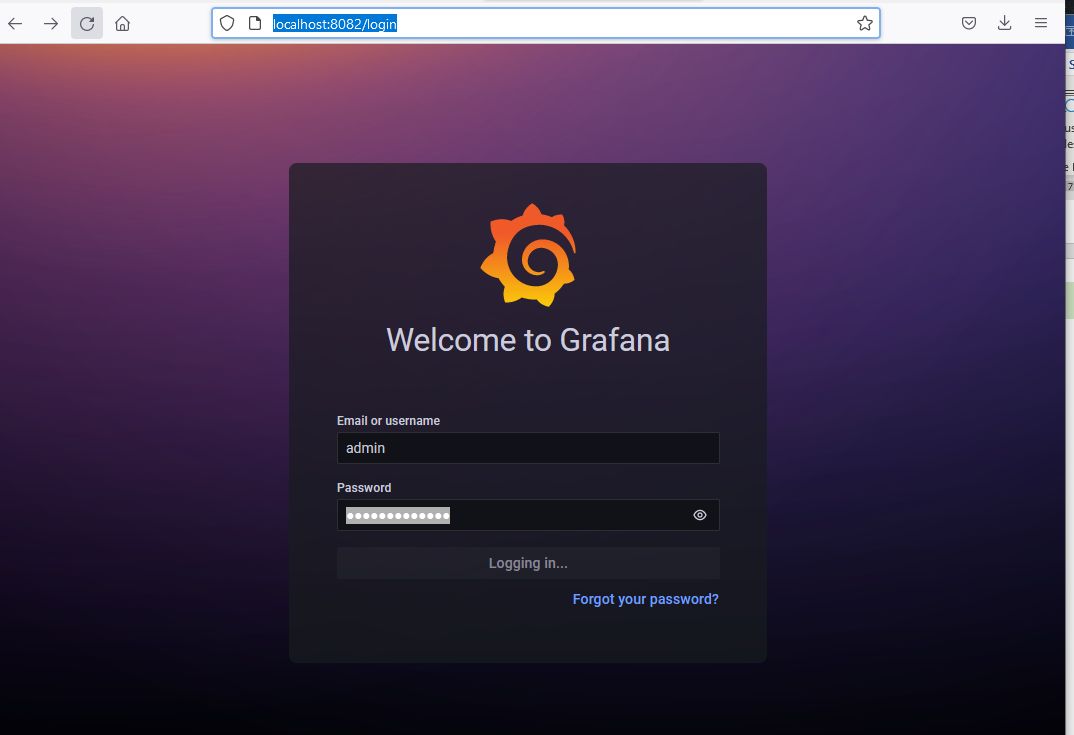 localhost:8082/login
Welcome to Grafana
Email or username
admin
Password
Logging in...
Forgot your password?